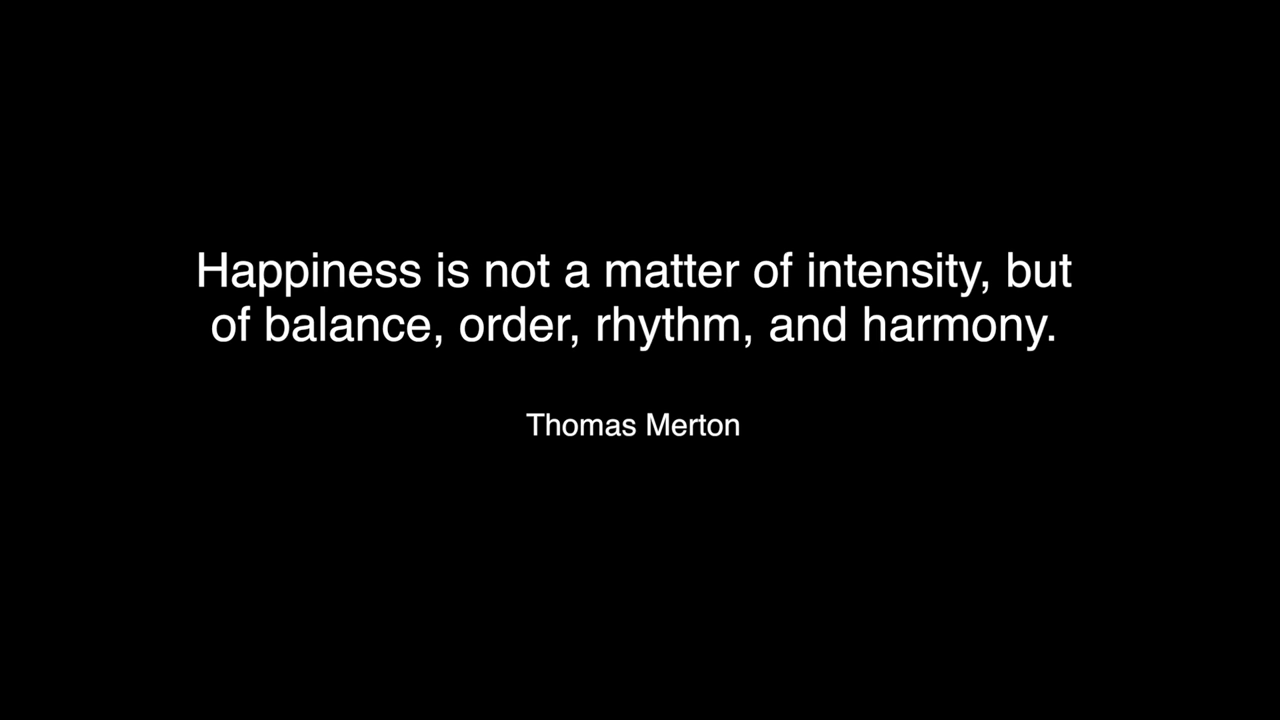 Happiness is not a matter of intensity, but
of balance, order, rhythm, and harmony.
Thomas Merton